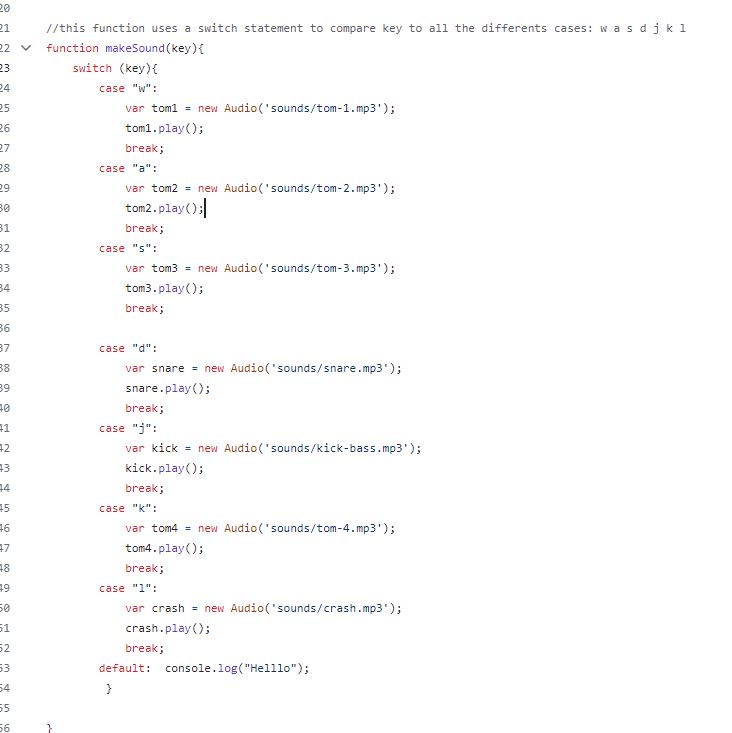 20
21 //this function uses a switch statement to compare key to all the differents cases: w a s d j k l
22 function makeSound(key){
23 switch (key){
24 case "w":
25 var tom1 = new Audio('sounds/tom-1.mp3');
26 tom1.play();
27 break;
28 case "a":
29 var tom2 = new Audio('sounds/tom-2.mp3');
30 tom2.play();
31 break;
32 case "s":
33 var tom3 = new Audio('sounds/tom-3.mp3');
34 tom3.play();
35 break;
36
37 case "d":
38 var snare = new Audio('sounds/snare.mp3');
39 snare.play();
40 break;
41 case "j":
42 var kick = new Audio('sounds/kick-bass.mp3');
43 kick.play();
44 break;
45 case "k":
46 var tom4 = new Audio('sounds/tom-4.mp3');
47 tom4.play();
48 break;
49 case "l":
50 var crash = new Audio('sounds/crash.mp3');
51 crash.play();
52 break;
53 default: console.log("Helllo");
54 }
55
56 }